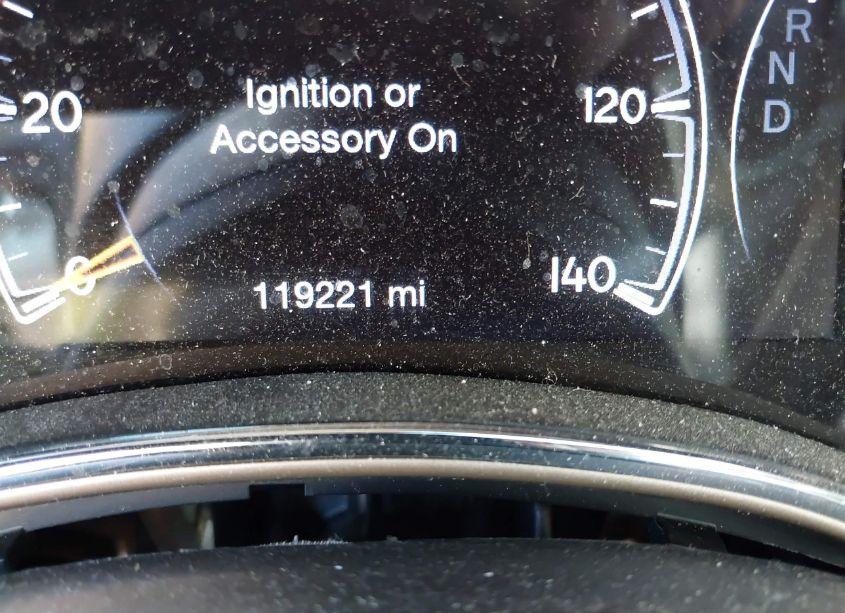 R
N
D
Ignition or
Accessory On
20
120
0
140
119221 mi